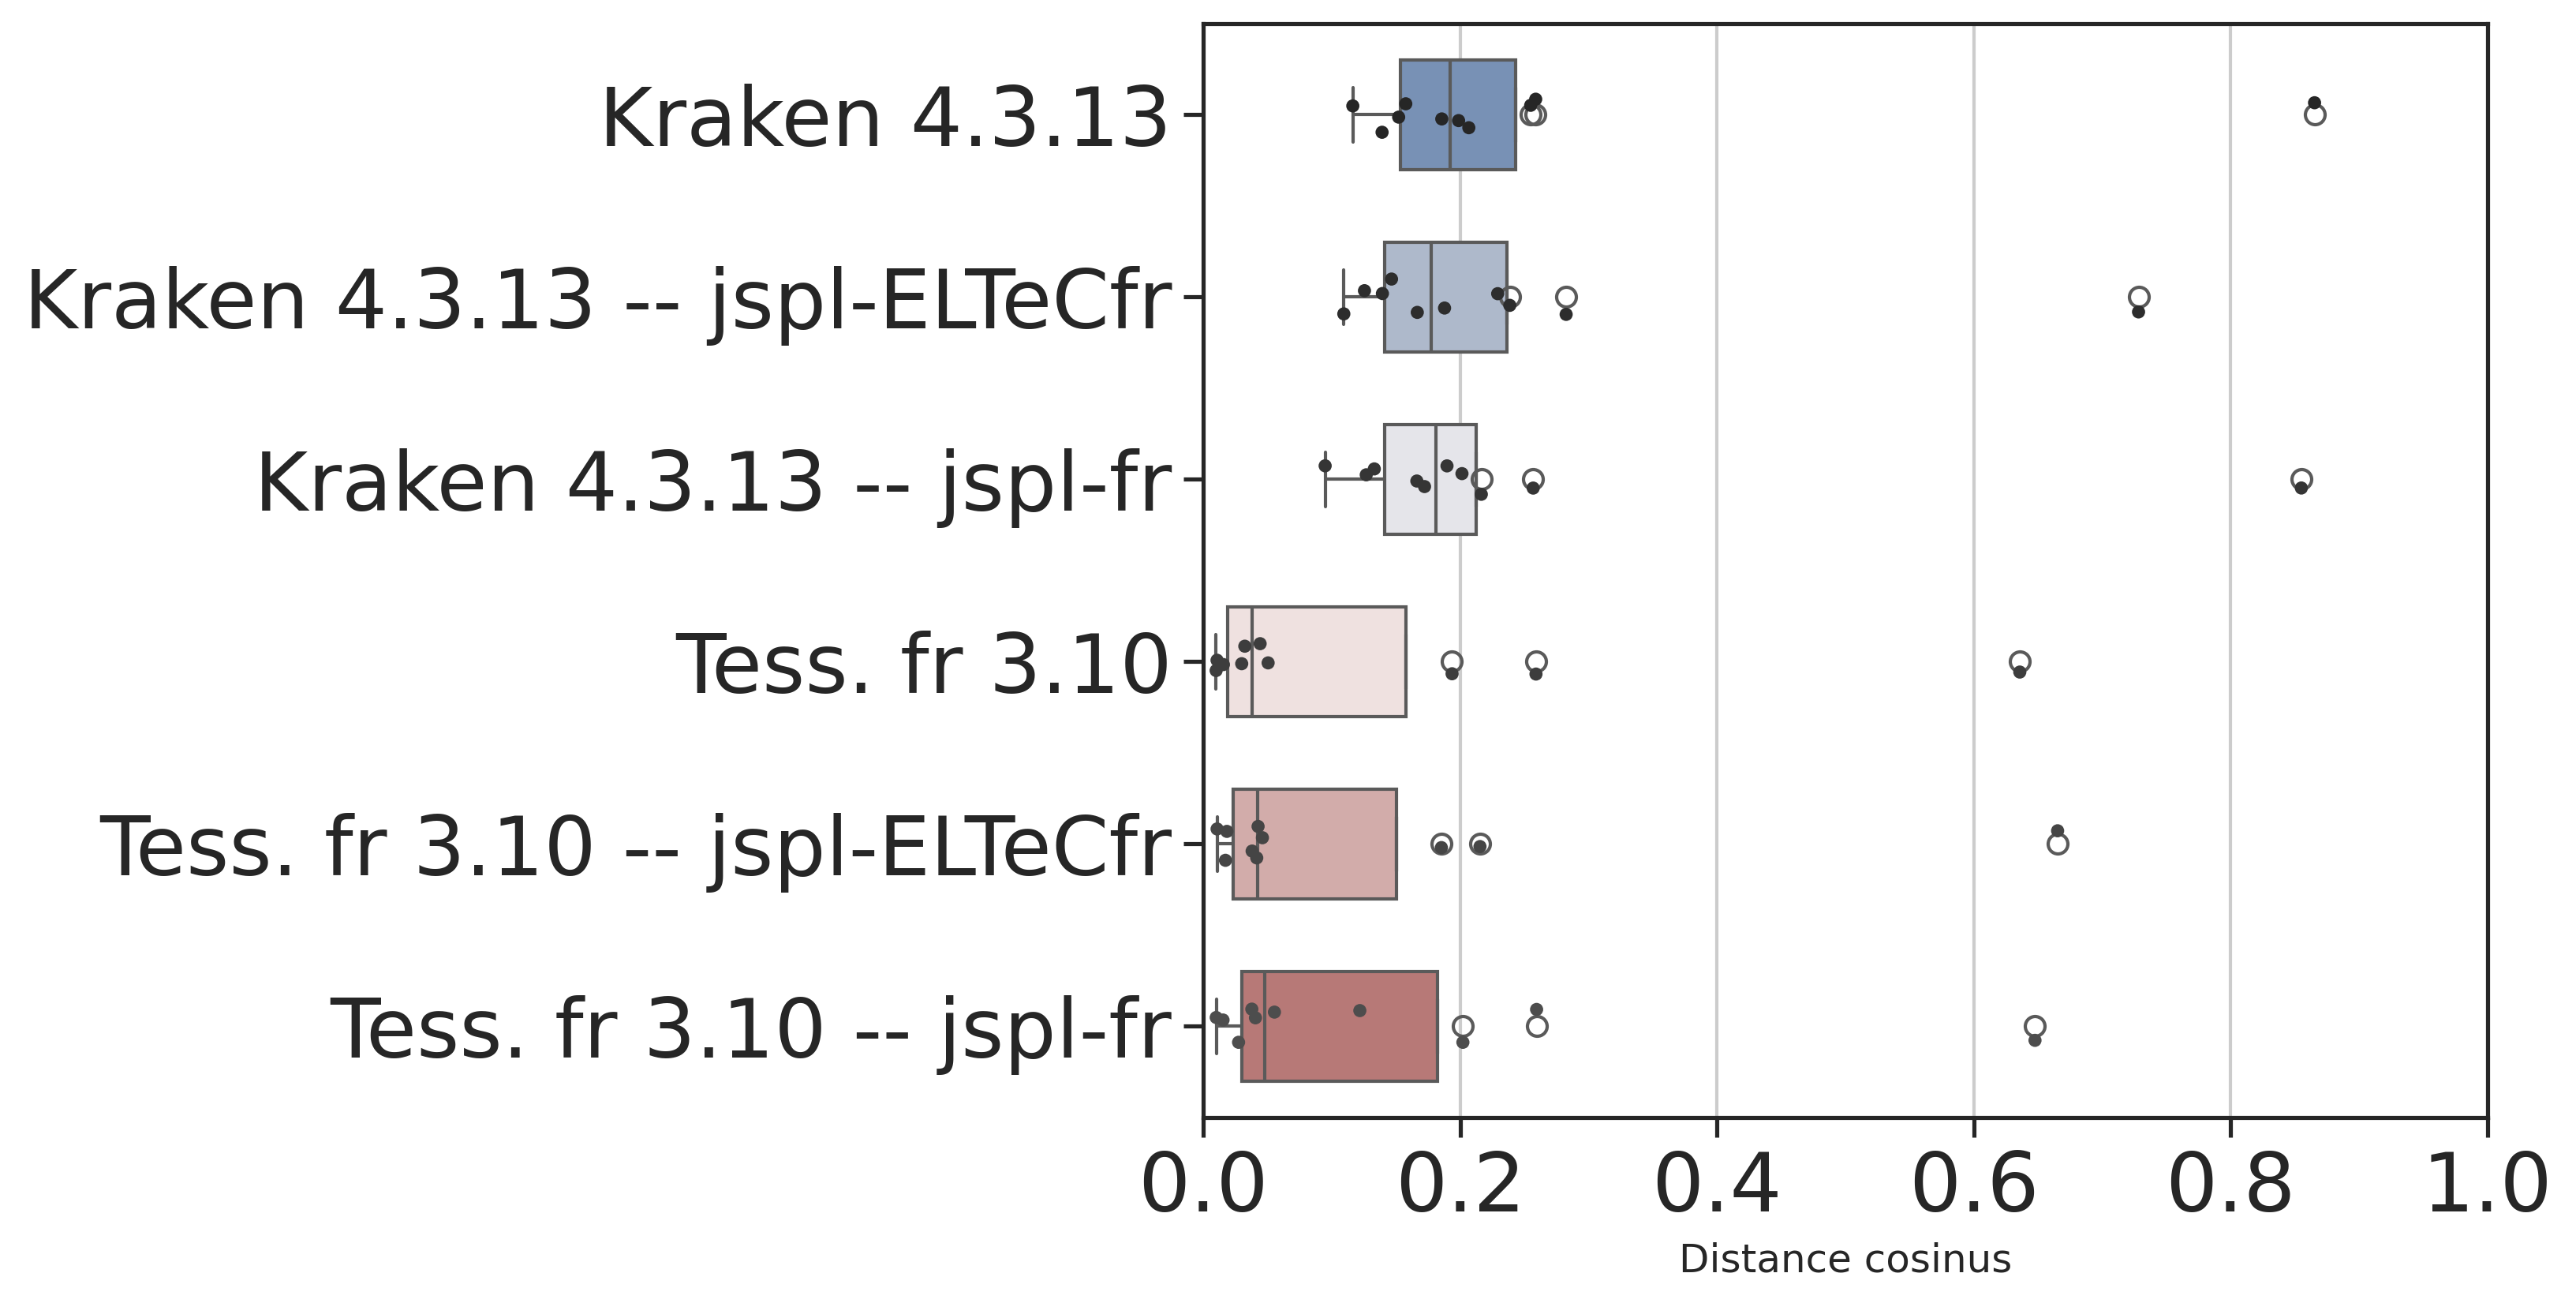 Kraken 4.3.13
Kraken 4.3.13 -- jspl-ELTeCfr
Kraken 4.3.13 -- jspl-fr
Tess. fr 3.10
Tess. fr 3.10 -- jspl-ELTeCfr
Tess. fr 3.10 -- jspl-fr
0.0 0.2 0.4 0.6 0.8 1.0
Distance cosinus